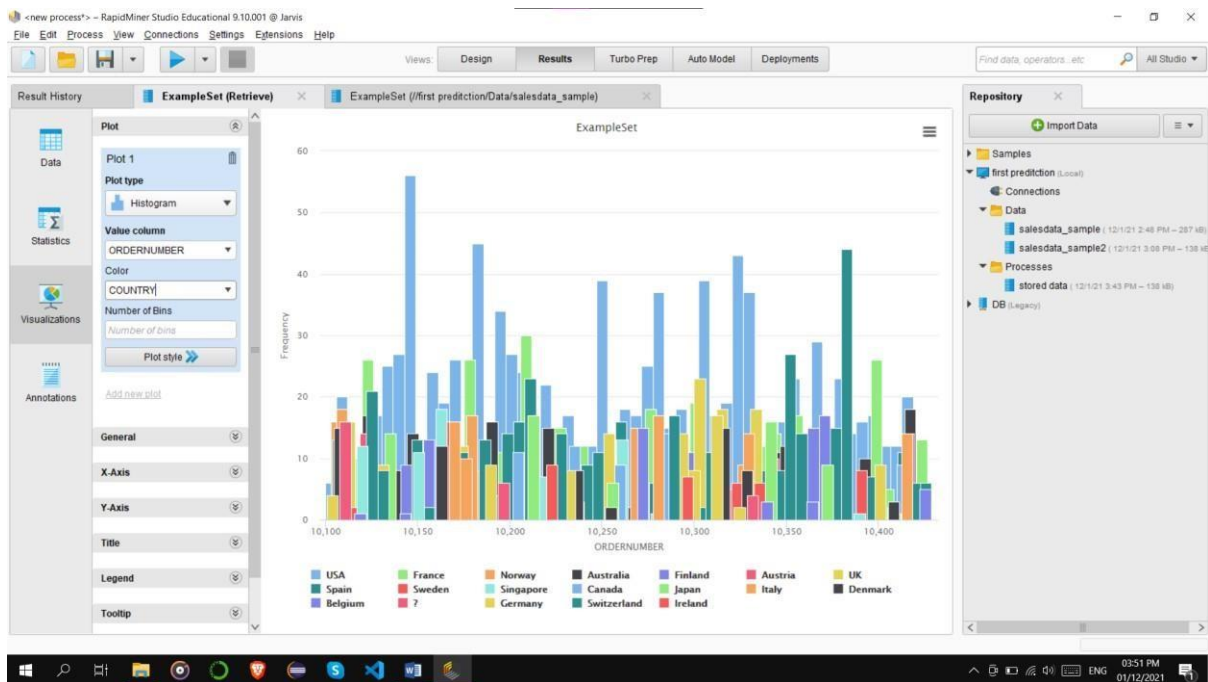 <new process*> – RapidMiner Studio Educational 9.10.001 @ Jarvis
File Edit Process View Connections Settings Extensions Help
Views: Design Results Turbo Prep Auto Model Deployments
Find data, operators...etc All Studio
Result History ExampleSet (Retrieve) ExampleSet (//first preditction/Data/salesdata_sample)
Repository
Data
Statistics
Visualizations
Annotations
Plot
Plot 1
Plot type
Histogram
Value column
ORDERNUMBER
Color
COUNTRY
Number of Bins
Number of bins
Plot style
Add new plot
General
X-Axis
Y-Axis
Title
Legend
Tooltip
ExampleSet
Frequency
60
50
40
30
20
10
0
10,100 10,150 10,200 10,250 10,300 10,350 10,400
ORDERNUMBER
USA France Norway Australia Finland Austria UK
Spain Sweden Singapore Canada Japan Italy Denmark
Belgium ? Germany Switzerland Ireland
Import Data
Samples
first preditction (Local)
Connections
Data
salesdata_sample (12/1/21 2:48 PM – 287 kB)
salesdata_sample2 (12/1/21 3:08 PM – 138 kB
Processes
stored data (12/1/21 3:43 PM – 138 kB)
DB (Legacy)
ENG 03:51 PM
01/12/2021